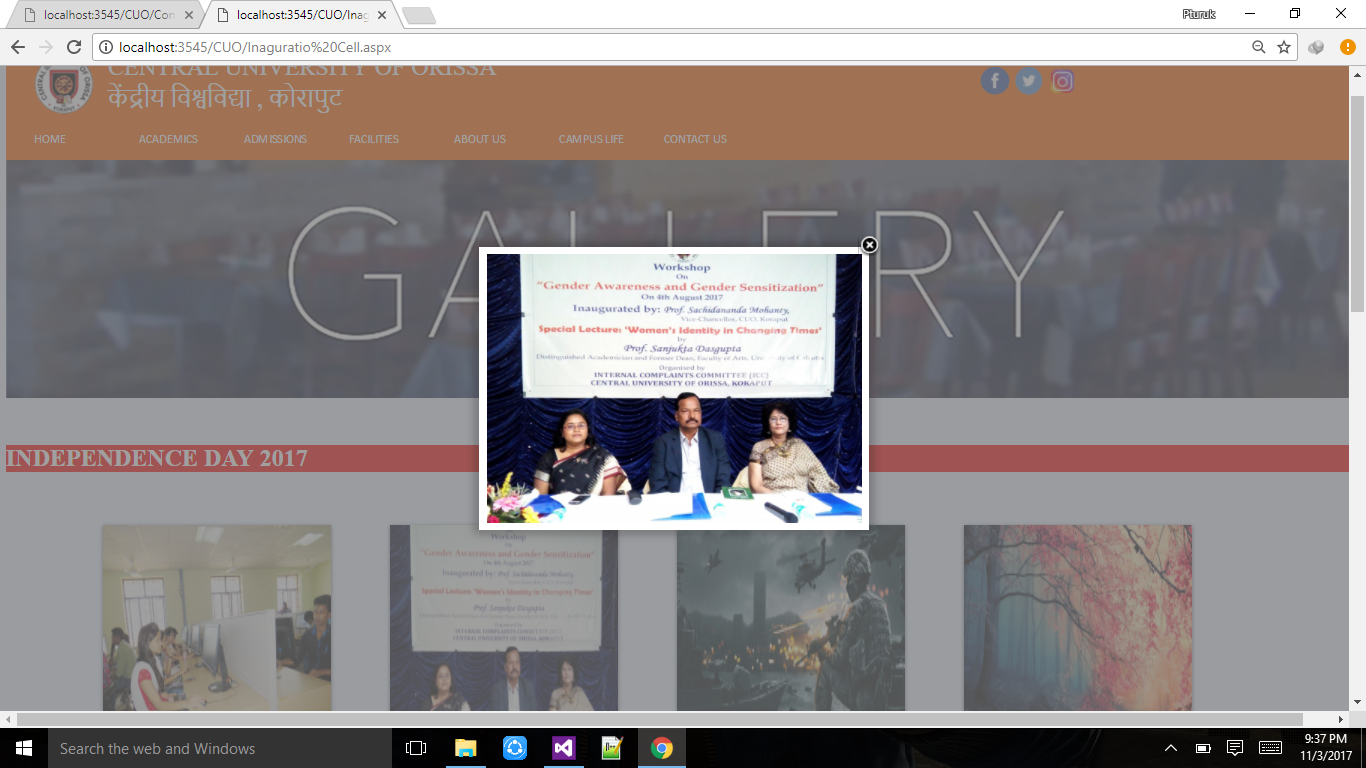 localhost:3545/CUO/Con
localhost:3545/CUO/Inag
Pturuk
localhost:3545/CUO/Inaguratio%20Cell.aspx
CENTRAL UNIVERSITY OF ORISSA
केंद्रीय विश्वविद्या , कोरापुट
HOME ACADEMICS ADMISSIONS FACILITIES ABOUT US CAMPUS LIFE CONTACT US
GALLERY
Workshop
On
"Gender Awareness and Gender Sensitization"
On 4th August 2017
Inaugurated by: Prof. Sachidananda Mohanty,
Vice-Chancellor, CUO, Koraput
Special Lecture: 'Women's Identity in Changing Times'
by
Prof. Sanjukta Dasgupta
Distinguished Academician and Former Dean, Faculty of Arts, University of Calcutta
Organised by
INTERNAL COMPLAINTS COMMITTEE (ICC)
CENTRAL UNIVERSITY OF ORISSA, KORAPUT
INDEPENDENCE DAY 2017
Workshop
On
"Gender Awareness and Gender Sensitization"
On 4th August 2017
Inaugurated by: Prof. Sachidananda Mohanty
Special Lecture: 'Women's Identity in Changing Times'
Prof. Sanjukta Dasgupta
Organised by
INTERNAL COMPLAINTS COMMITTEE (ICC)
CENTRAL UNIVERSITY OF ORISSA, KORAPUT
Search the web and Windows
9:37 PM
11/3/2017